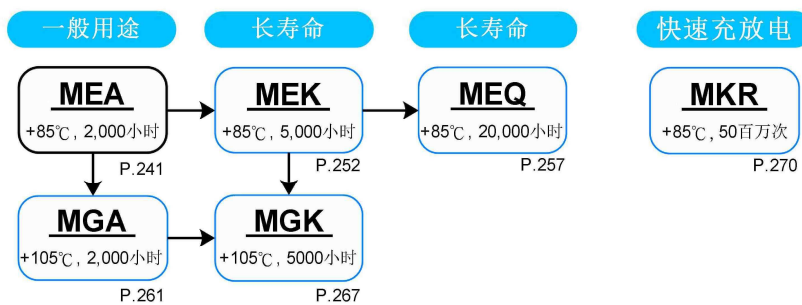 一般用途
长寿命
长寿命
快速充放电
MEA
+85℃, 2,000小时
P.241
MEK
+85℃, 5,000小时
P.252
MEQ
+85℃, 20,000小时
P.257
MKR
+85℃, 50百万次
P.270
MGA
+105℃, 2,000小时
P.261
MGK
+105℃, 5000小时
P.267